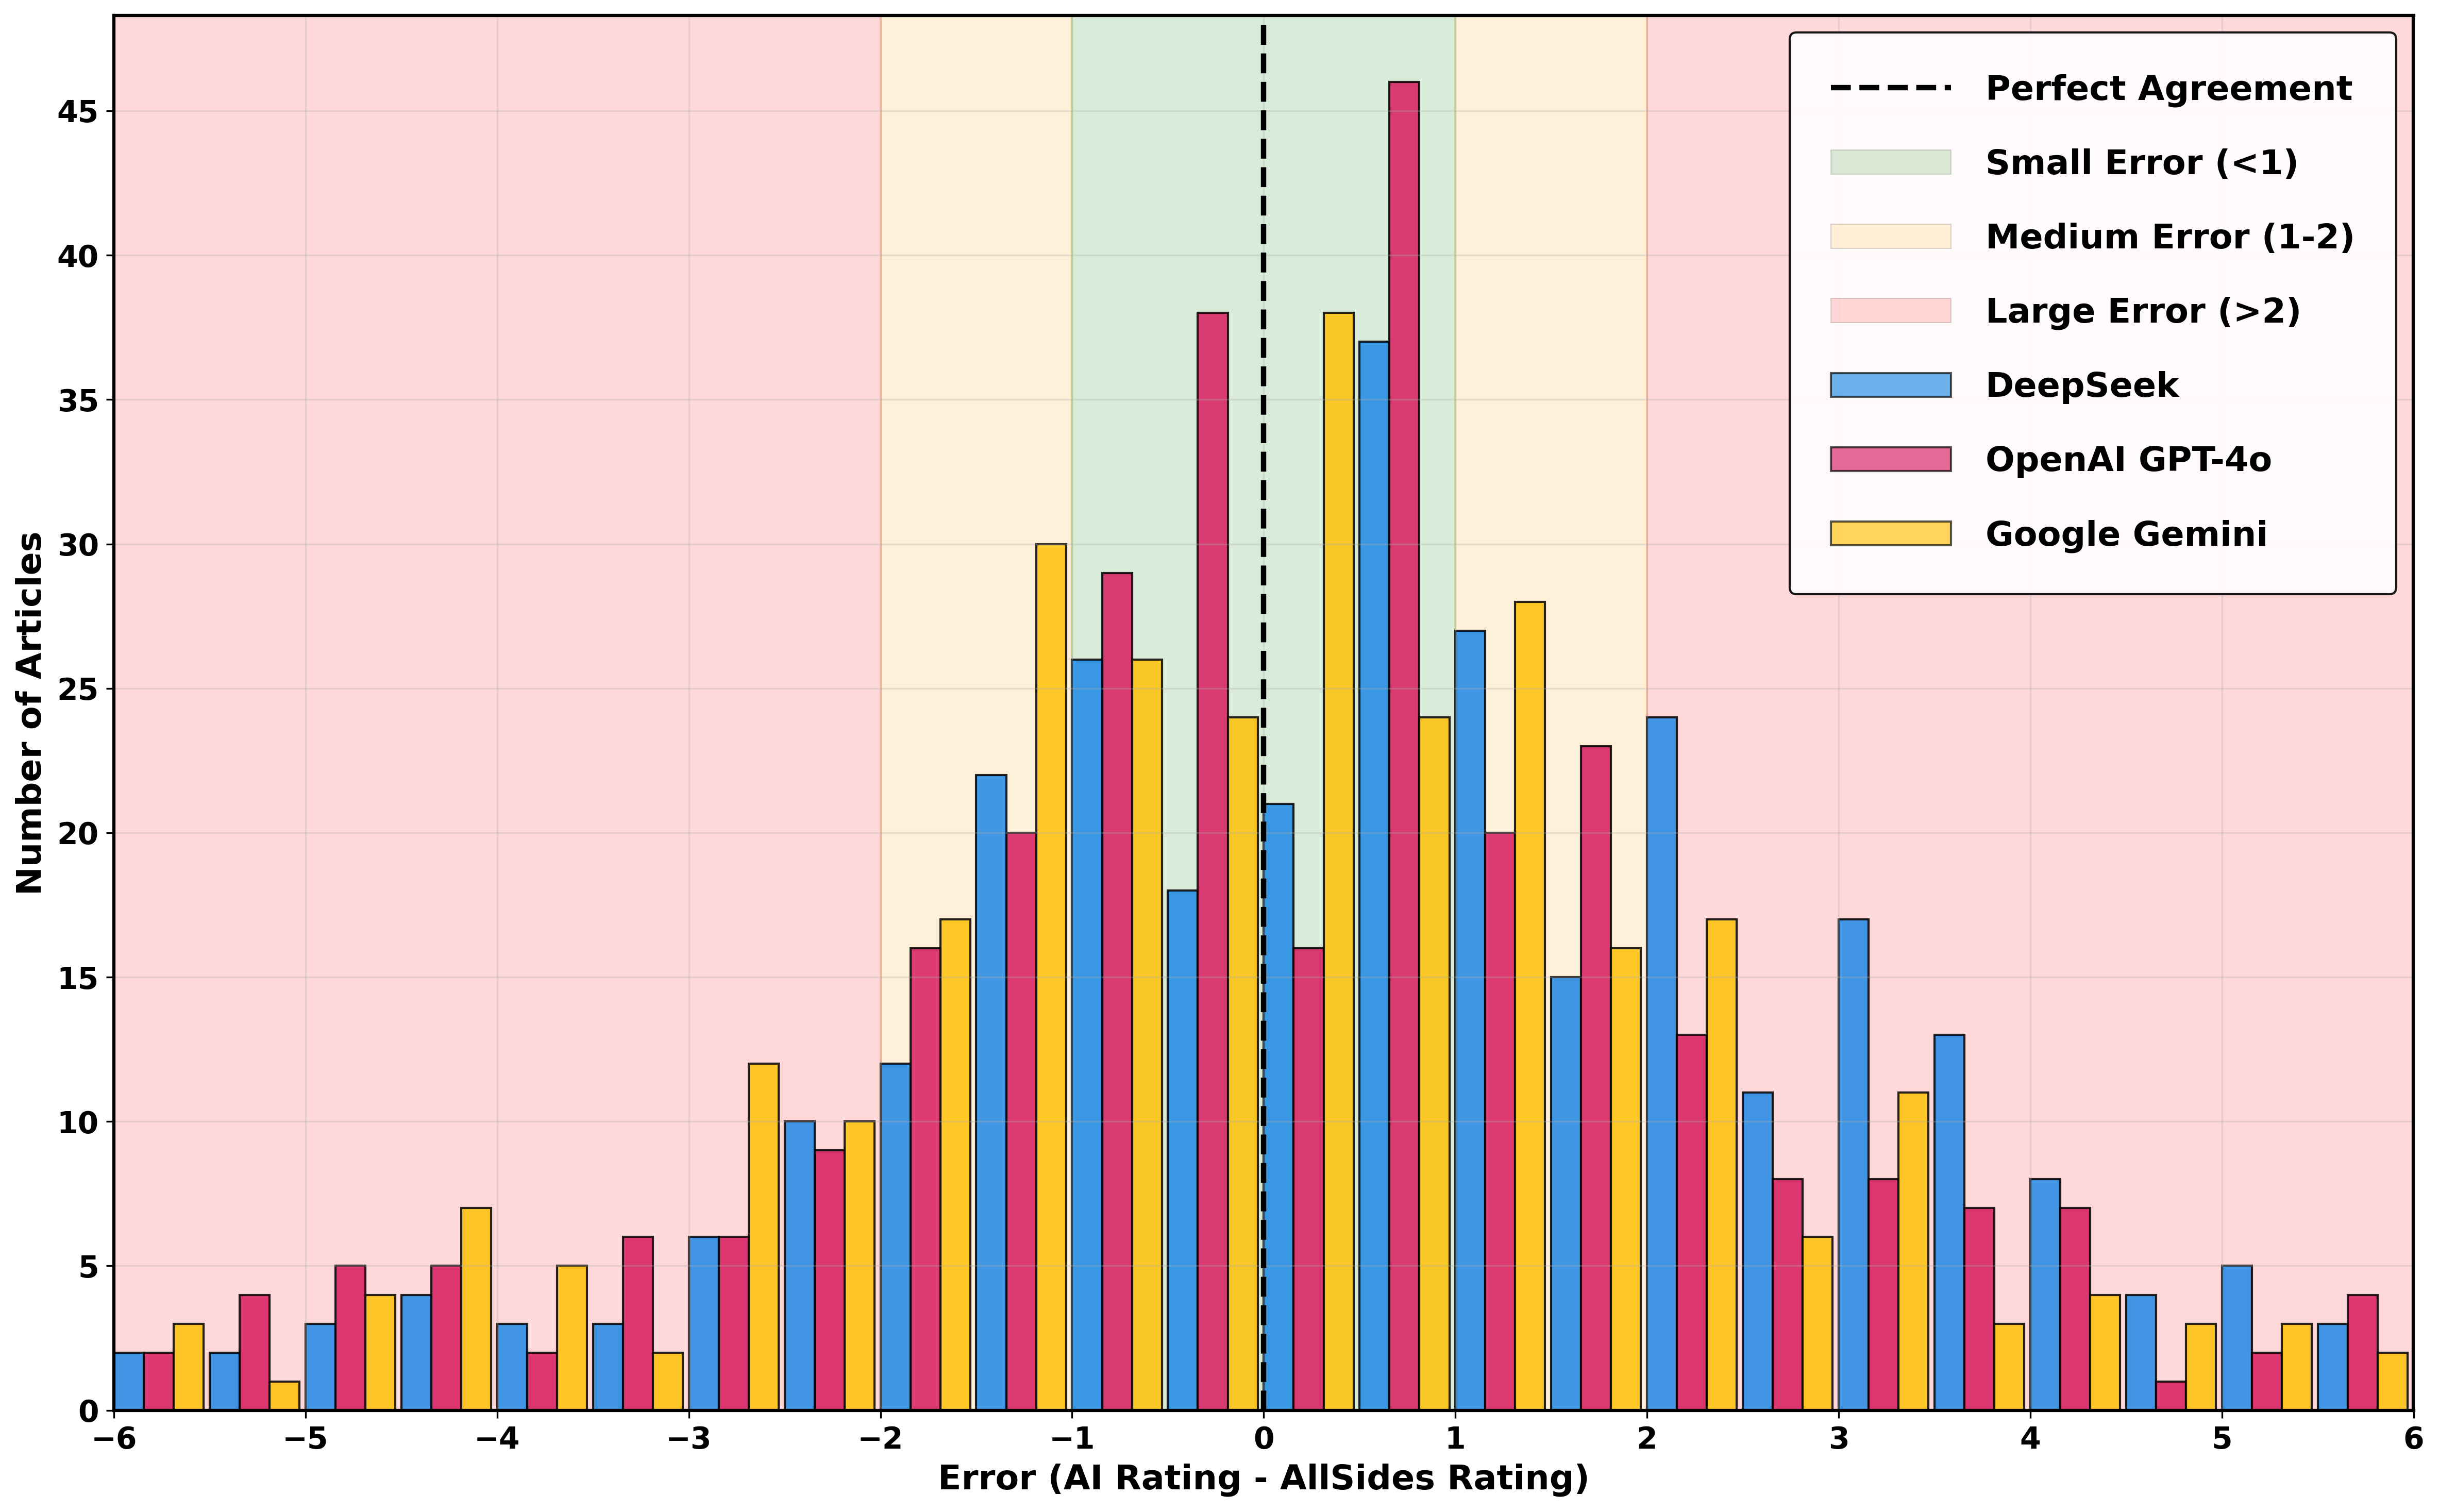 Perfect Agreement
Small Error (<1)
Medium Error (1-2)
Large Error (>2)
DeepSeek
OpenAI GPT-4o
Google Gemini
Number of Articles
45
40
35
30
25
20
15
10
5
0
−6 −5 −4 −3 −2 −1 0 1 2 3 4 5 6
Error (AI Rating - AllSides Rating)